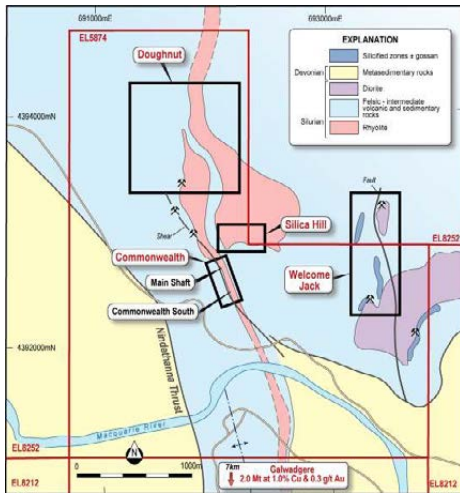 691000mE
693000mE
EL5874
Doughnut
4394000mN
EXPLANATION
Devonian
Silurian
Silicified zones ± gossan
Metasedimentary rocks
Diorite
Felsic - intermediate
volcanic and sedimentary
rocks
Rhyolite
Fault
Shear
Silica Hill
EL8252
Commonwealth
Main Shaft
Commonwealth South
Welcome
Jack
4392000mN
Nindethanna Thrust
Macquarie River
EL8252
EL8212
N
0
1000m
7km
Galwadgere
2.0 Mt at 1.0% Cu & 0.3 g/t Au
EL8212